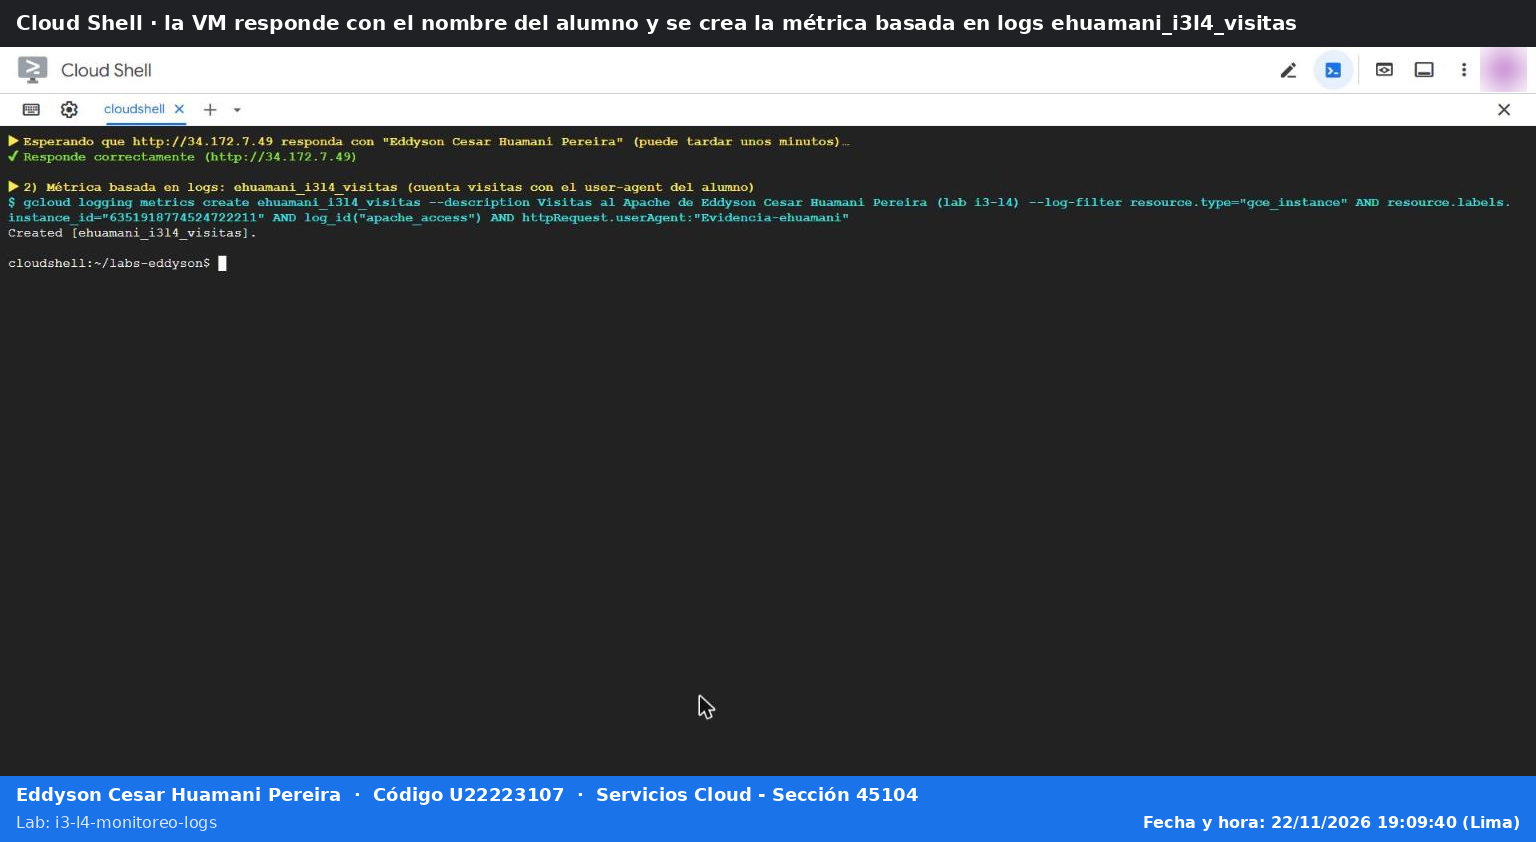 Cloud Shell · la VM responde con el nombre del alumno y se crea la métrica basada en logs ehuamani_i3l4_visitas
Cloud Shell
cloudshell
▶ Esperando que http://34.172.7.49 responda con "Eddyson Cesar Huamani Pereira" (puede tardar unos minutos)…
✔ Responde correctamente (http://34.172.7.49)
▶ 2) Métrica basada en logs: ehuamani_i3l4_visitas (cuenta visitas con el user-agent del alumno)
$ gcloud logging metrics create ehuamani_i3l4_visitas --description Visitas al Apache de Eddyson Cesar Huamani Pereira (lab i3-l4) --log-filter resource.type="gce_instance" AND resource.labels.
instance_id="6351918774524722211" AND log_id("apache_access") AND httpRequest.userAgent:"Evidencia-ehuamani"
Created [ehuamani_i3l4_visitas].
cloudshell:~/labs-eddyson$
Eddyson Cesar Huamani Pereira · Código U22223107 · Servicios Cloud - Sección 45104
Lab: i3-l4-monitoreo-logs
Fecha y hora: 22/11/2026 19:09:40 (Lima)